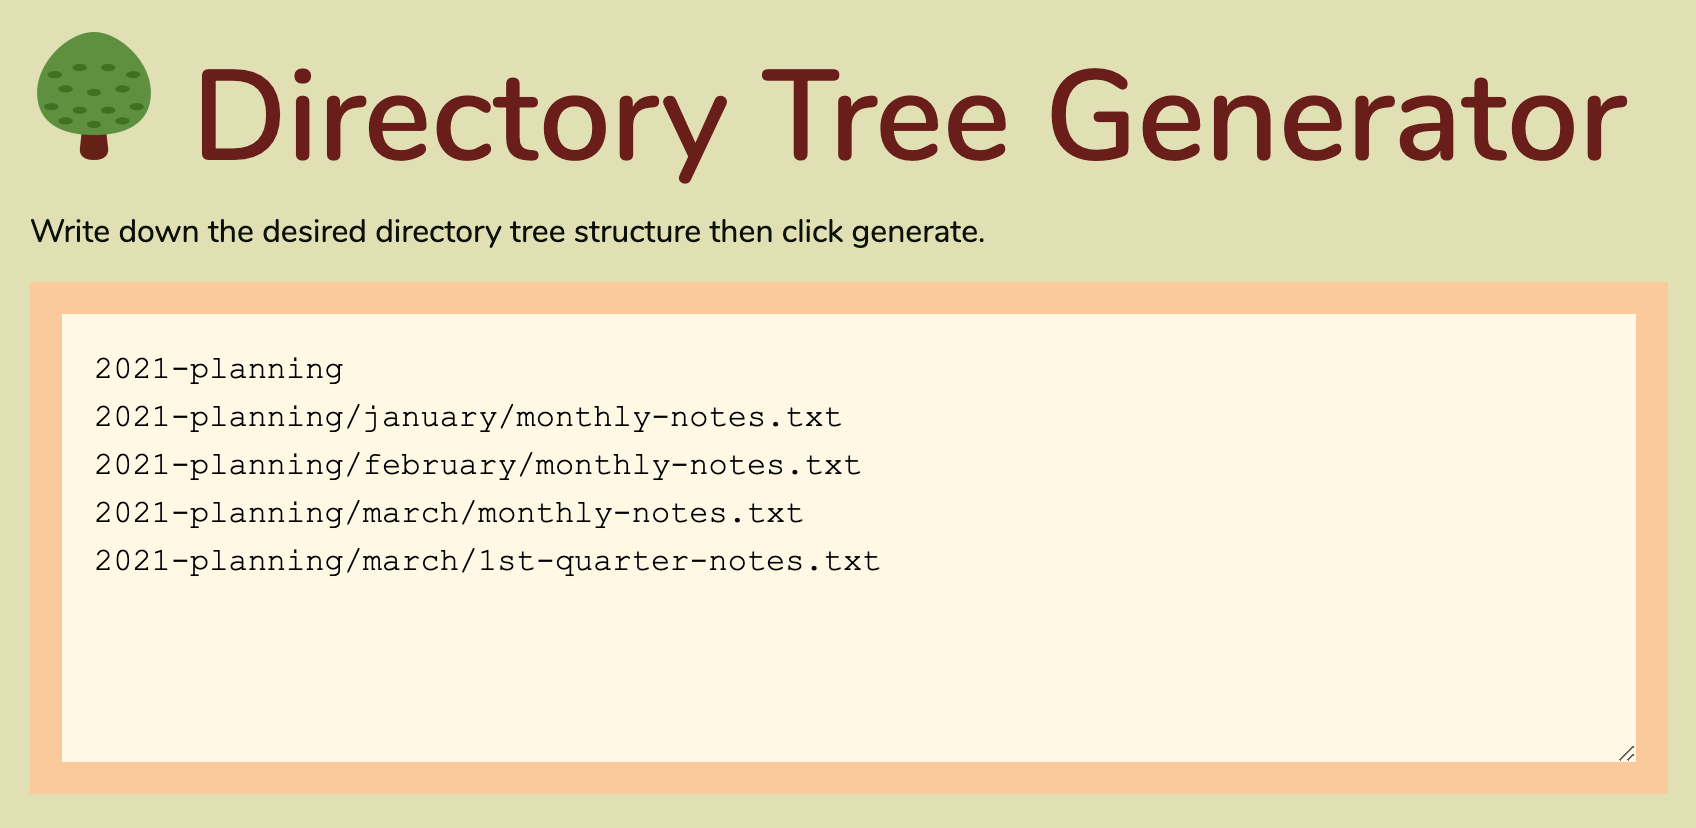 Directory Tree Generator
Write down the desired directory tree structure then click generate.
2021-planning
2021-planning/january/monthly-notes.txt
2021-planning/february/monthly-notes.txt
2021-planning/march/monthly-notes.txt
2021-planning/march/1st-quarter-notes.txt